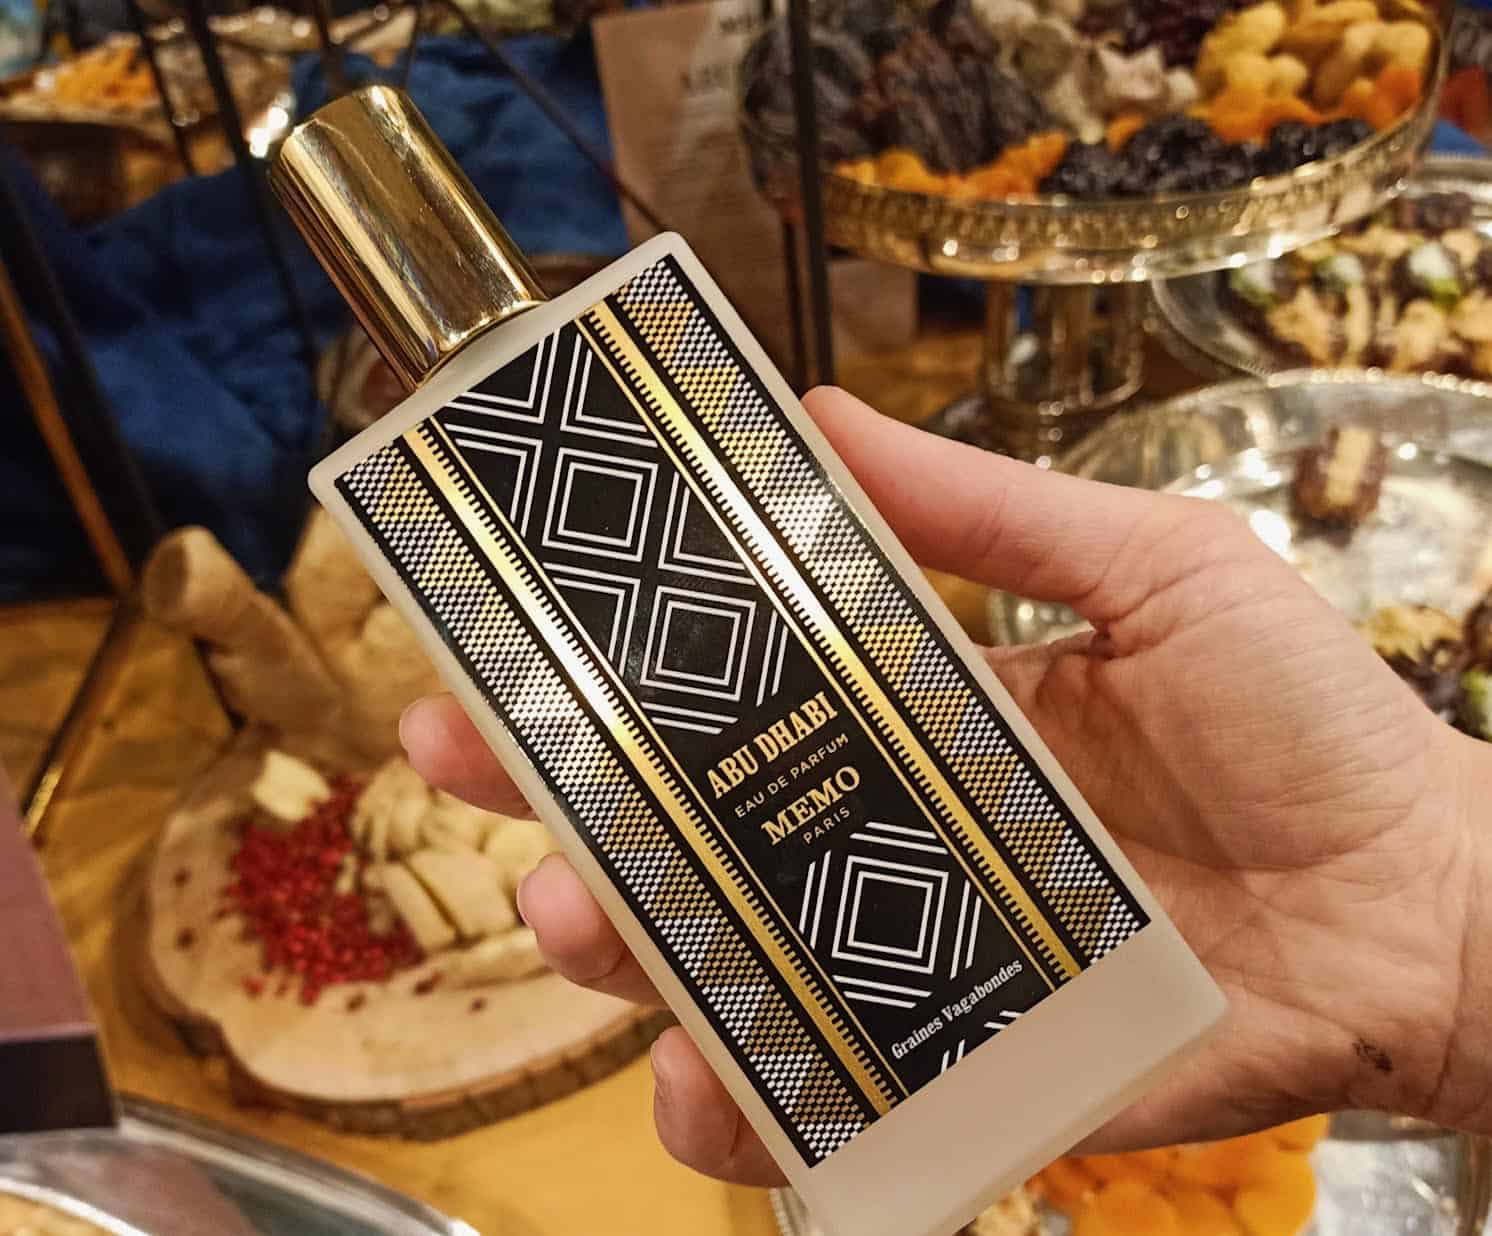 ABU DHABI
EAU DE PARFUM
MEMO
PARIS
Graines Vagabondes